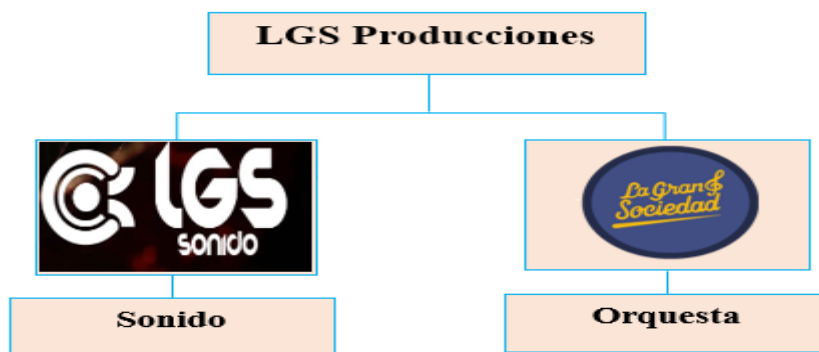 LGS Producciones
LGS
sonido
La Gran
Sociedad
Sonido
Orquesta